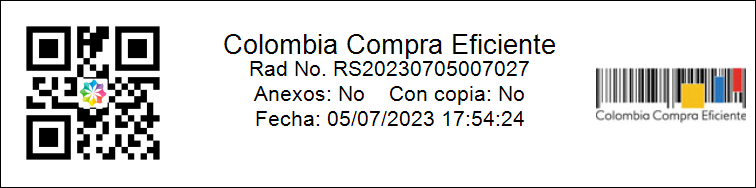 Colombia Compra Eficiente
Rad No. RS20230705007027
Anexos: No    Con copia: No
Fecha: 05/07/2023 17:54:24
Colombia Compra Eficiente